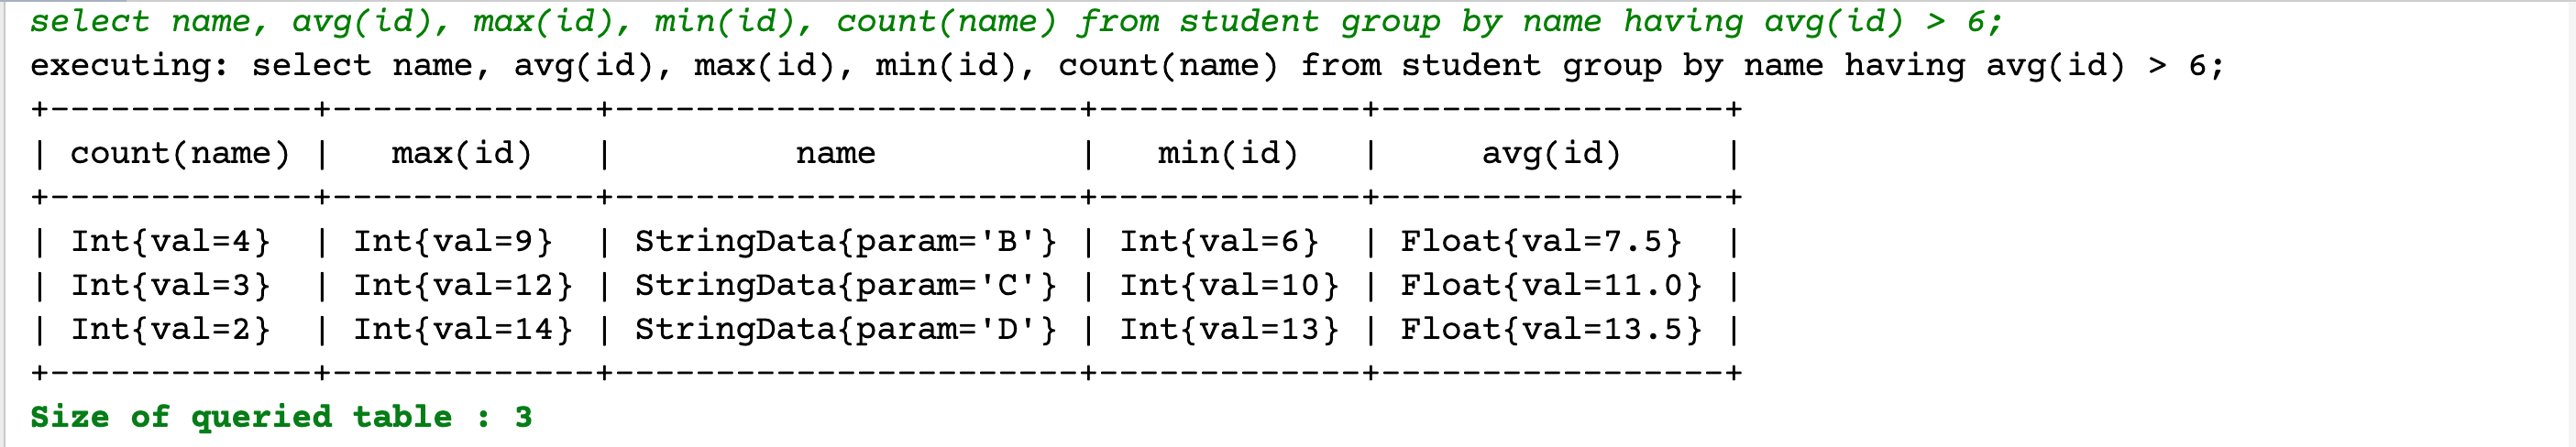 select name, avg(id), max(id), min(id), count(name) from student group by name having avg(id) > 6;
executing: select name, avg(id), max(id), min(id), count(name) from student group by name having avg(id) > 6;
+-------------+-------------+-----------------------+-------------+-----------------+
| count(name) |   max(id)   |         name          |   min(id)   |     avg(id)     |
+-------------+-------------+-----------------------+-------------+-----------------+
| Int{val=4}  | Int{val=9}  | StringData{param='B'} | Int{val=6}  | Float{val=7.5}  |
| Int{val=3}  | Int{val=12} | StringData{param='C'} | Int{val=10} | Float{val=11.0} |
| Int{val=2}  | Int{val=14} | StringData{param='D'} | Int{val=13} | Float{val=13.5} |
+-------------+-------------+-----------------------+-------------+-----------------+
Size of queried table : 3